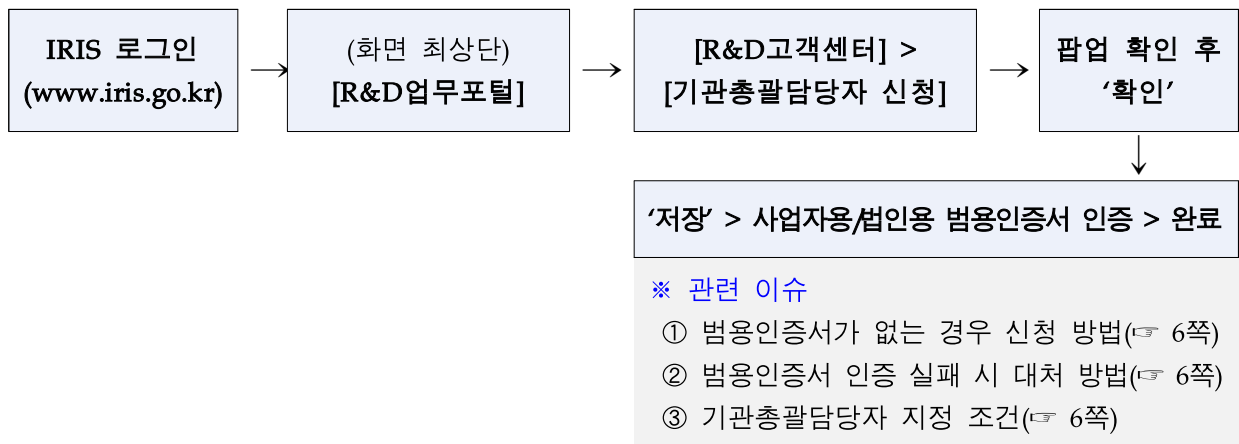 IRIS 로그인
(www.iris.go.kr)
(화면 최상단)
[R&D업무포털]
[R&D고객센터] >
[기관총괄담당자 신청]
팝업 확인 후
‘확인’
‘저장’ > 사업자용/법인용 범용인증서 인증 > 완료
※ 관련 이슈
① 범용인증서가 없는 경우 신청 방법(☞ 6쪽)
② 범용인증서 인증 실패 시 대처 방법(☞ 6쪽)
③ 기관총괄담당자 지정 조건(☞ 6쪽)